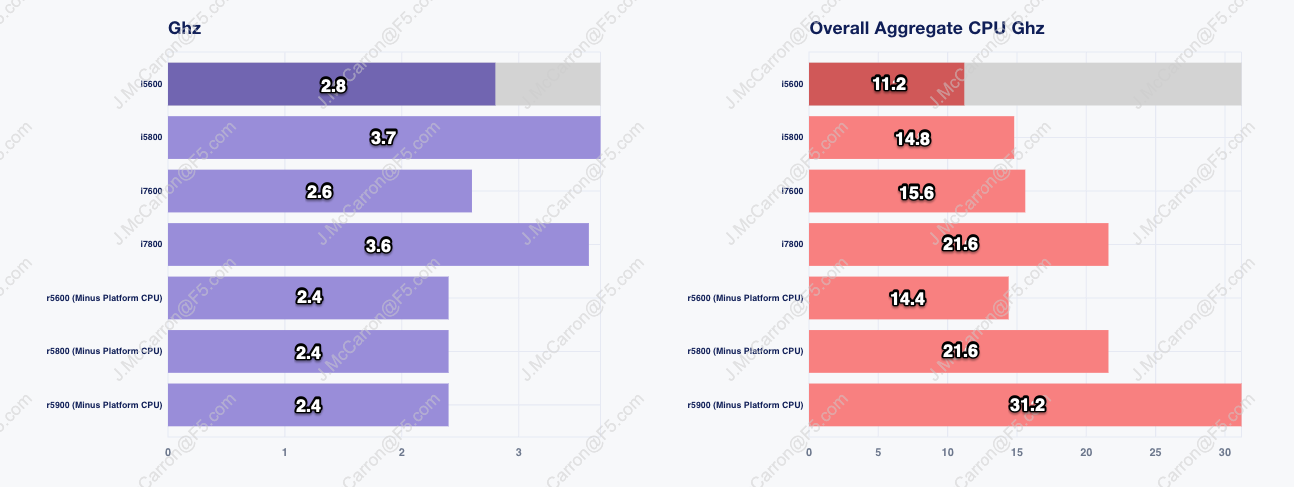 Ghz
i5600
2.8
i5800
3.7
i7600
2.6
i7800
3.6
r5600 (Minus Platform CPU)
2.4
r5800 (Minus Platform CPU)
2.4
r5900 (Minus Platform CPU)
2.4
0 1 2 3
Overall Aggregate CPU Ghz
i5600
11.2
i5800
14.8
i7600
15.6
i7800
21.6
r5600 (Minus Platform CPU)
14.4
r5800 (Minus Platform CPU)
21.6
r5900 (Minus Platform CPU)
31.2
0 5 10 15 20 25 30
J.McCarron@F5.com